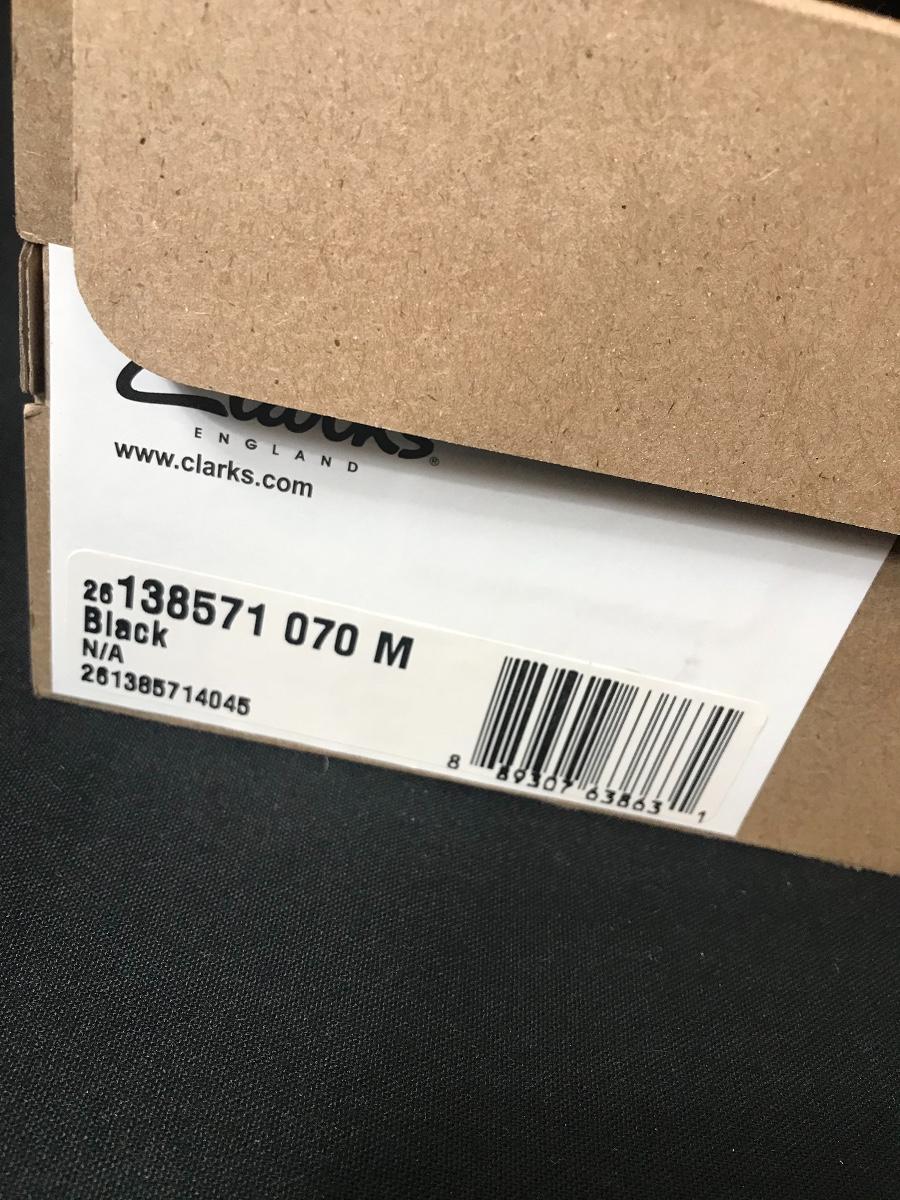 Clarks®
ENGLAND
www.clarks.com
26138571 070 M
Black
N/A
261385714045
8 89307 63863 1